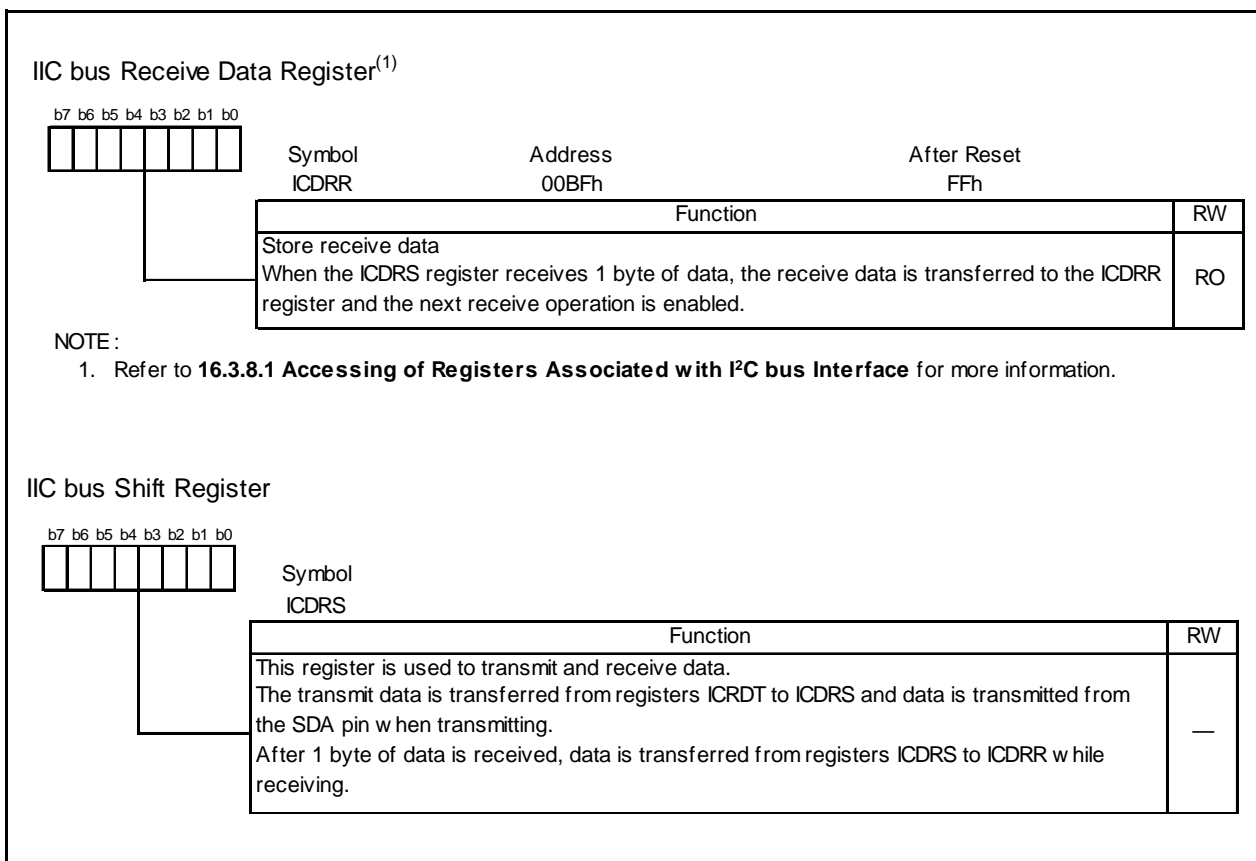 IIC bus Receive Data Register(1)
b7 b6 b5 b4 b3 b2 b1 b0
Symbol Address After Reset
ICDRR 00BFh FFh
Function RW
Store receive data
When the ICDRS register receives 1 byte of data, the receive data is transferred to the ICDRR
register and the next receive operation is enabled.
RO
NOTE :
1. Refer to 16.3.8.1 Accessing of Registers Associated with I²C bus Interface for more information.
IIC bus Shift Register
b7 b6 b5 b4 b3 b2 b1 b0
Symbol
ICDRS
Function RW
This register is used to transmit and receive data.
The transmit data is transferred from registers ICRDT to ICDRS and data is transmitted from
the SDA pin when transmitting.
After 1 byte of data is received, data is transferred from registers ICDRS to ICDRR while
receiving.
—